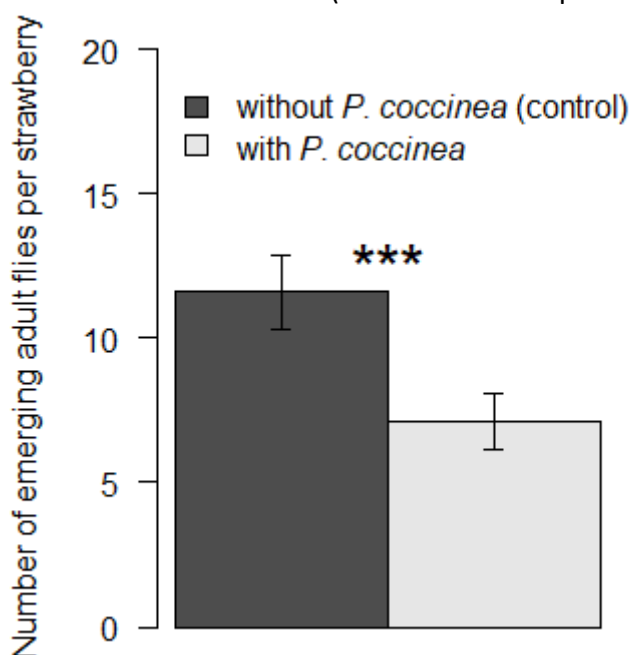 Number of emerging adult flies per strawberry
20
without P. coccinea (control)
with P. coccinea
15
***
10
5
0